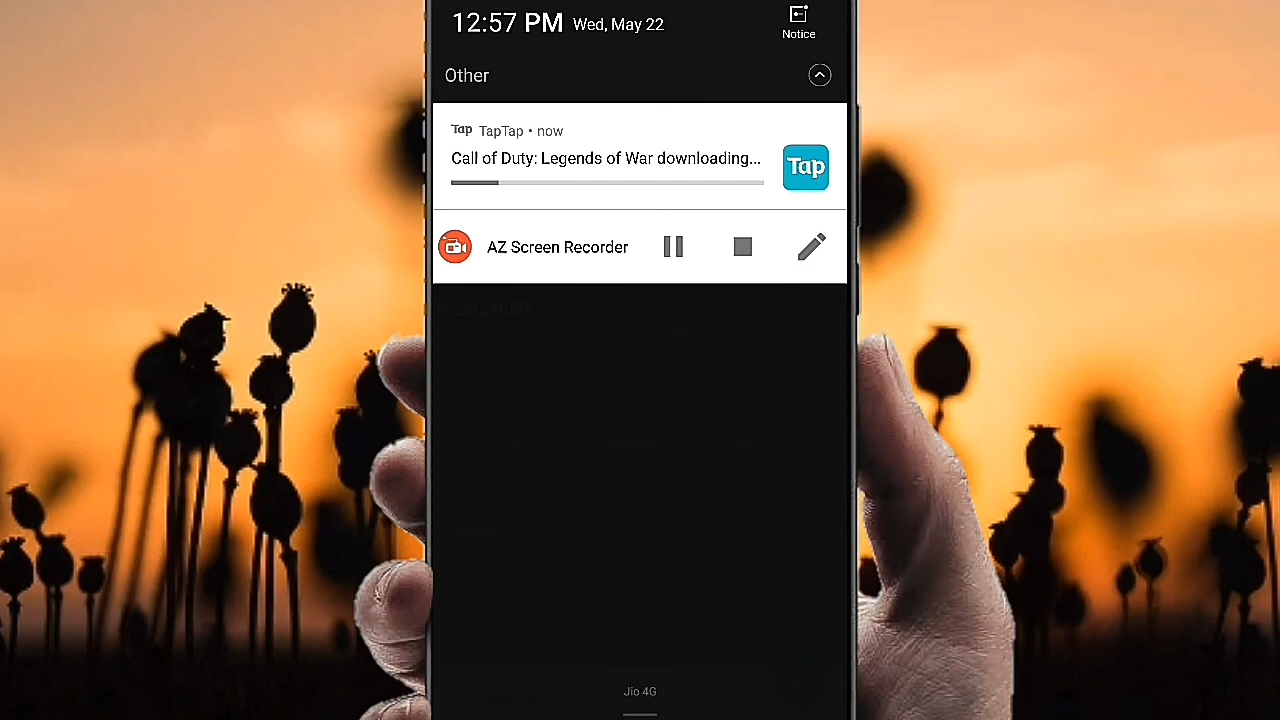 12:57 PM Wed, May 22
Notice
Other
Tap TapTap • now
Call of Duty: Legends of War downloading...
Tap
AZ Screen Recorder
Jio 4G